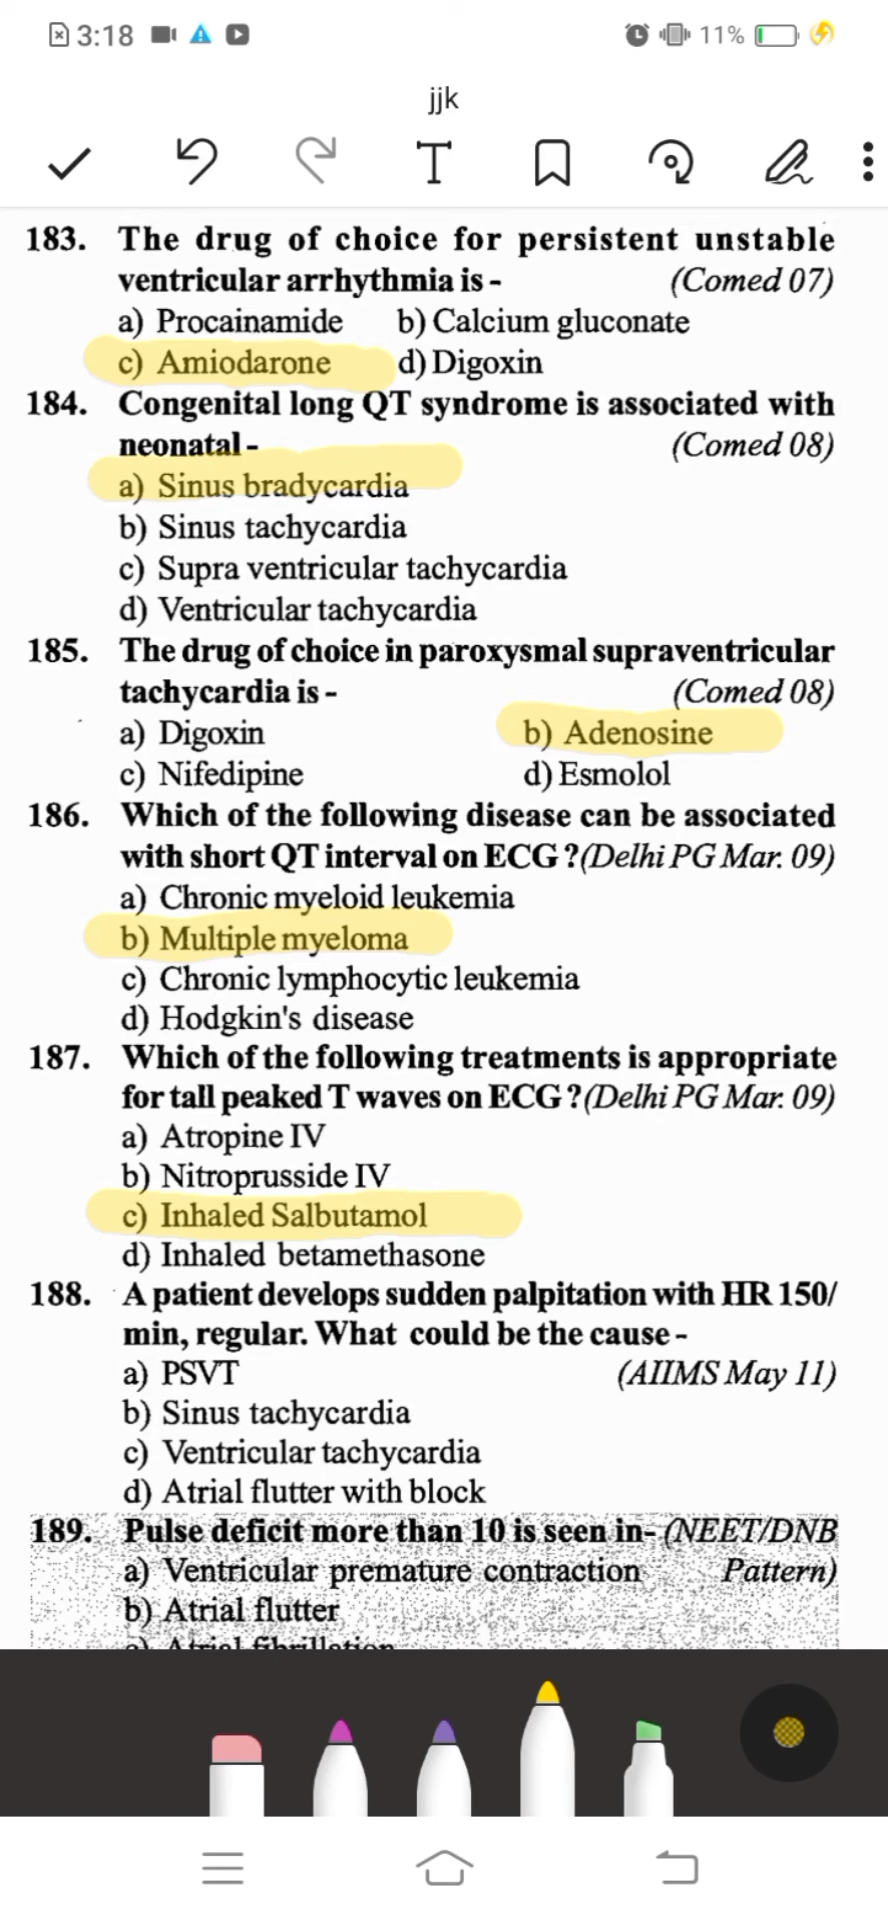 3:18
11%
jjk
T
183. The drug of choice for persistent unstable
ventricular arrhythmia is - (Comed 07)
a) Procainamide b) Calcium gluconate
c) Amiodarone d) Digoxin
184. Congenital long QT syndrome is associated with
neonatal - (Comed 08)
a) Sinus bradycardia
b) Sinus tachycardia
c) Supra ventricular tachycardia
d) Ventricular tachycardia
185. The drug of choice in paroxysmal supraventricular
tachycardia is - (Comed 08)
a) Digoxin b) Adenosine
c) Nifedipine d) Esmolol
186. Which of the following disease can be associated
with short QT interval on ECG ? (Delhi PG Mar. 09)
a) Chronic myeloid leukemia
b) Multiple myeloma
c) Chronic lymphocytic leukemia
d) Hodgkin's disease
187. Which of the following treatments is appropriate
for tall peaked T waves on ECG ? (Delhi PG Mar. 09)
a) Atropine IV
b) Nitroprusside IV
c) Inhaled Salbutamol
d) Inhaled betamethasone
188. A patient develops sudden palpitation with HR 150/
min, regular. What could be the cause -
a) PSVT (AIIMS May 11)
b) Sinus tachycardia
c) Ventricular tachycardia
d) Atrial flutter with block
189. Pulse deficit more than 10 is seen in- (NEET/DNB
a) Ventricular premature contraction Pattern)
b) Atrial flutter
c) Atrial fibrillation